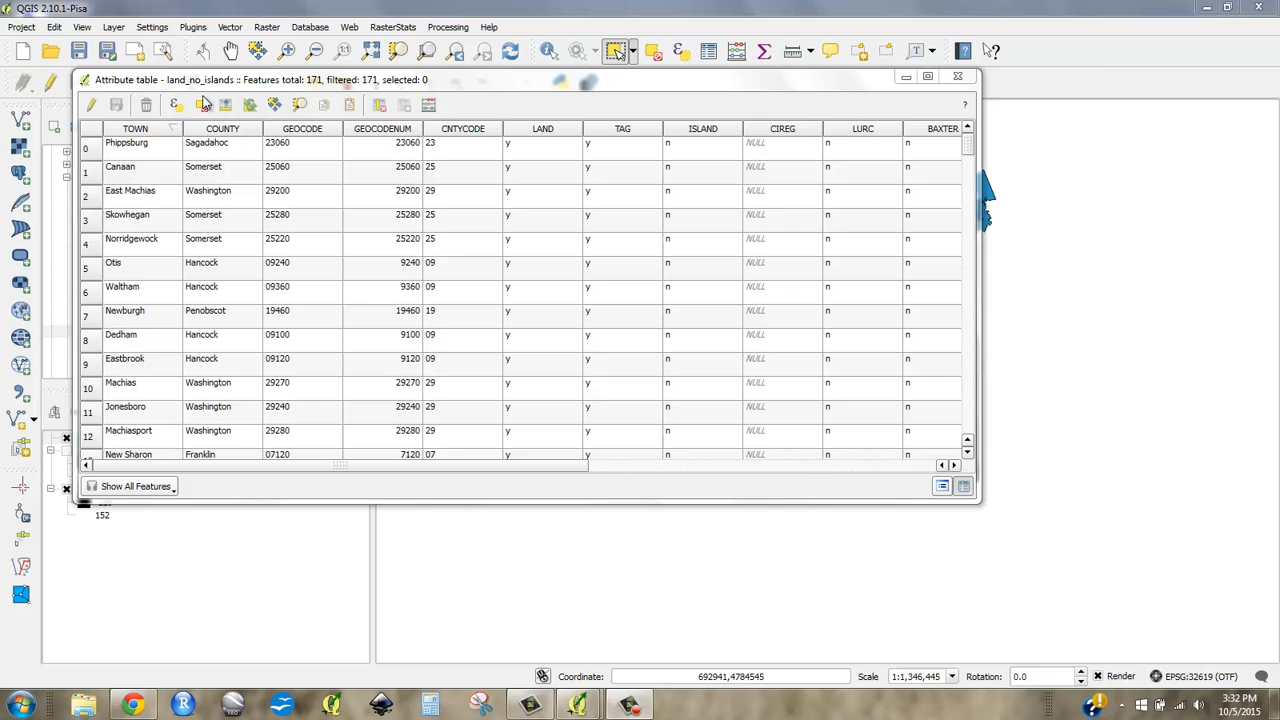 QGIS 2.10.1-Pisa
Project Edit View Layer Settings Plugins Vector Raster Database Web RasterStats Processing Help
Attribute table - land_no_islands :: Features total: 171, filtered: 171, selected: 0
?
TOWN COUNTY GEOCODE GEOCODENUM CNTYCODE LAND TAG ISLAND CIREG LURC BAXTER
0 Phippsburg Sagadahoc 23060 23060 23 y y n NULL n n
1 Canaan Somerset 25060 25060 25 y y n NULL n n
2 East Machias Washington 29200 29200 29 y y n NULL n n
3 Skowhegan Somerset 25280 25280 25 y y n NULL n n
4 Norridgewock Somerset 25220 25220 25 y y n NULL n n
5 Otis Hancock 09240 9240 09 y y n NULL n n
6 Waltham Hancock 09360 9360 09 y y n NULL n n
7 Newburgh Penobscot 19460 19460 19 y y n NULL n n
8 Dedham Hancock 09100 9100 09 y y n NULL n n
9 Eastbrook Hancock 09120 9120 09 y y n NULL n n
10 Machias Washington 29270 29270 29 y y n NULL n n
11 Jonesboro Washington 29240 29240 29 y y n NULL n n
12 Machiasport Washington 29280 29280 29 y y n NULL n n
New Sharon Franklin 07120 7120 07 y y n NULL n n
Show All Features
152
Coordinate: 692941,4784545 Scale 1:1,346,445 Rotation: 0.0 Render EPSG:32619 (OTF)
3:32 PM
10/5/2015